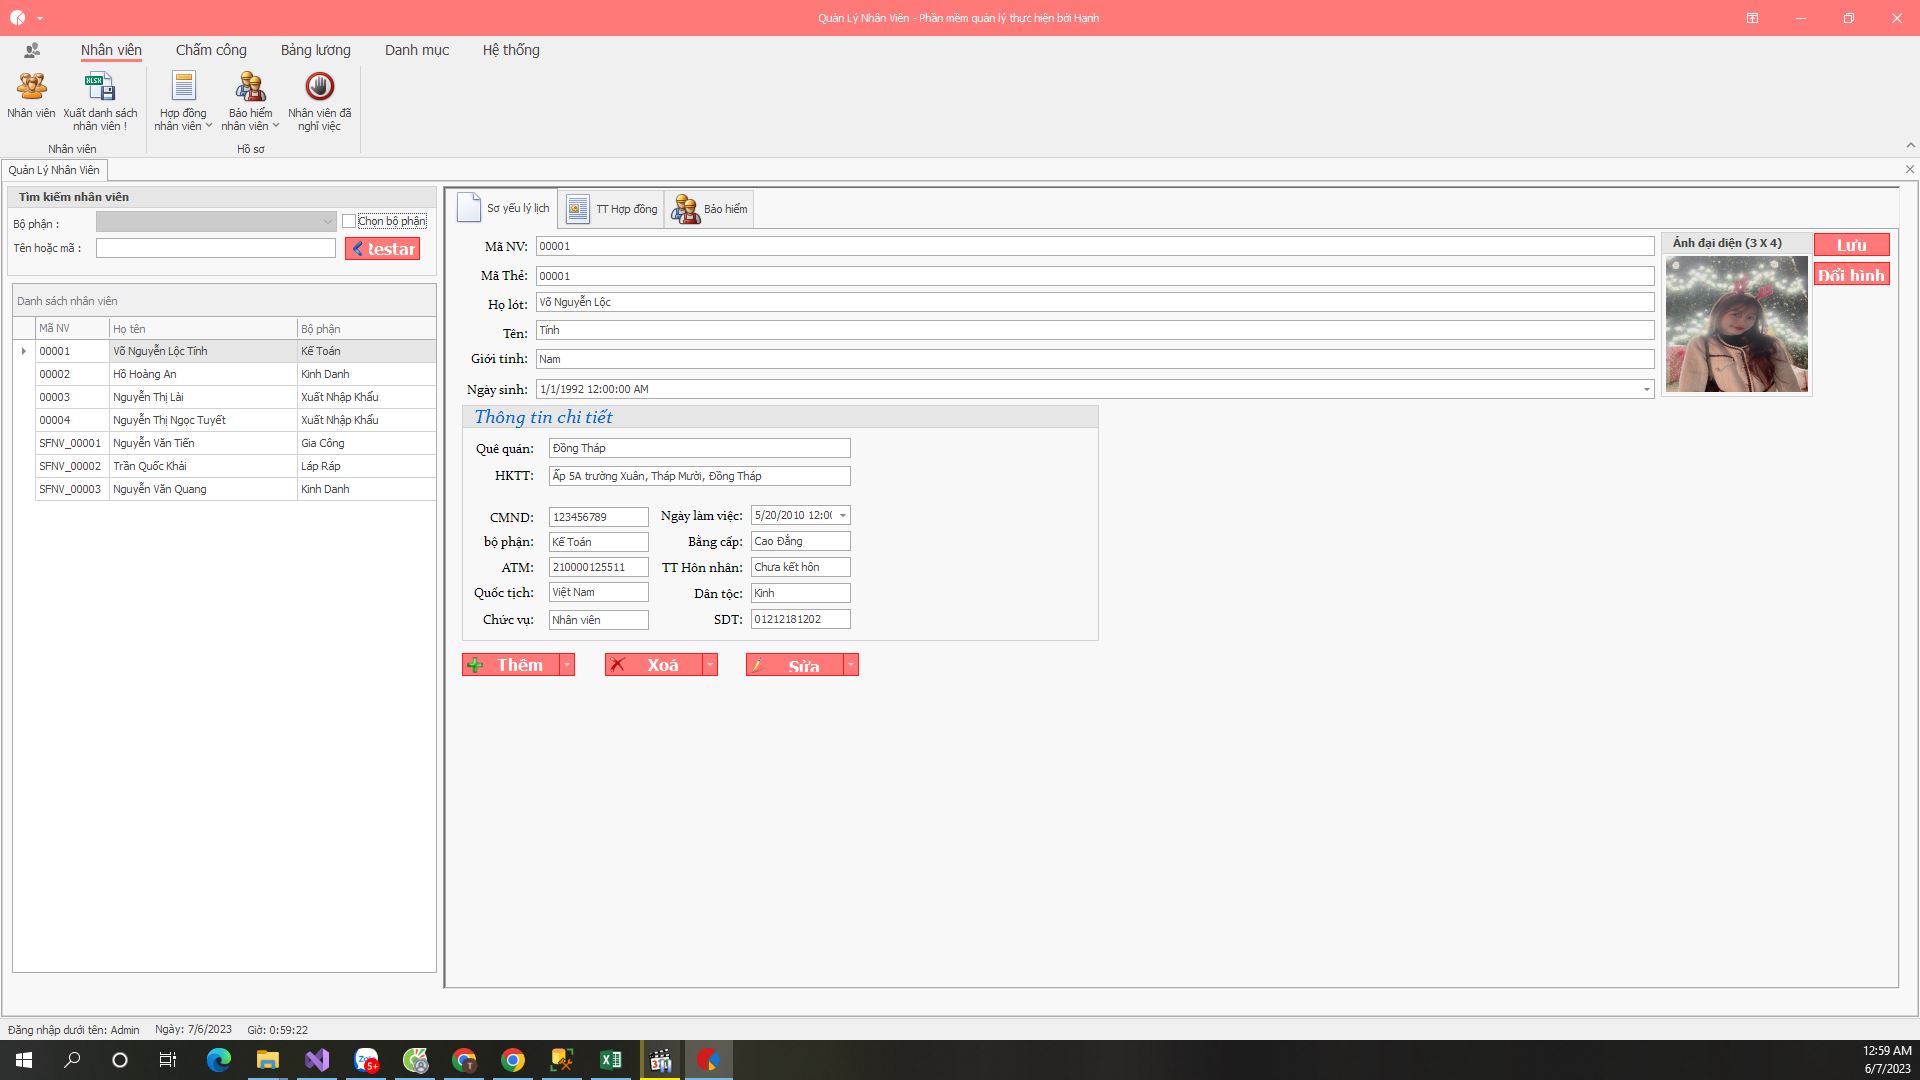 Quản Lý Nhân Viên - Phần mềm quản lý thực hiện bởi Hạnh
Nhân viên
Chấm công
Bảng lương
Danh mục
Hệ thống
Nhân viên
Xuất danh sách
nhân viên !
Hợp đồng
nhân viên
Bảo hiểm
nhân viên
Nhân viên đã
nghỉ việc
Nhân viên
Hồ sơ
Quản Lý Nhân Viên
Tìm kiếm nhân viên
Bộ phận :
Chọn bộ phận
Tên hoặc mã :
Restar
Danh sách nhân viên
Mã NV Họ tên Bộ phận
00001 Võ Nguyễn Lộc Tính Kế Toán
00002 Hồ Hoàng An Kinh Danh
00003 Nguyễn Thị Lài Xuất Nhập Khẩu
00004 Nguyễn Thị Ngọc Tuyết Xuất Nhập Khẩu
SFNV_00001 Nguyễn Văn Tiến Gia Công
SFNV_00002 Trần Quốc Khải Láp Ráp
SFNV_00003 Nguyễn Văn Quang Kinh Danh
Sơ yếu lý lịch
TT Hợp đồng
Bảo hiểm
Mã NV: 00001
Mã Thẻ: 00001
Họ lót: Võ Nguyễn Lộc
Tên: Tính
Giới tính: Nam
Ngày sinh: 1/1/1992 12:00:00 AM
Ảnh đại diện (3 X 4)
Lưu
Đổi hình
Thông tin chi tiết
Quê quán: Đồng Tháp
HKTT: Ấp 5A trường Xuân, Tháp Mười, Đồng Tháp
CMND: 123456789 Ngày làm việc: 5/20/2010 12:00
bộ phận: Kế Toán Bằng cấp: Cao Đẳng
ATM: 210000125511 TT Hôn nhân: Chưa kết hôn
Quốc tịch: Việt Nam Dân tộc: Kinh
Chức vụ: Nhân viên SDT: 01212181202
Thêm
Xoá
Sửa
Đăng nhập dưới tên: Admin Ngày: 7/6/2023 Giờ: 0:59:22
12:59 AM
6/7/2023